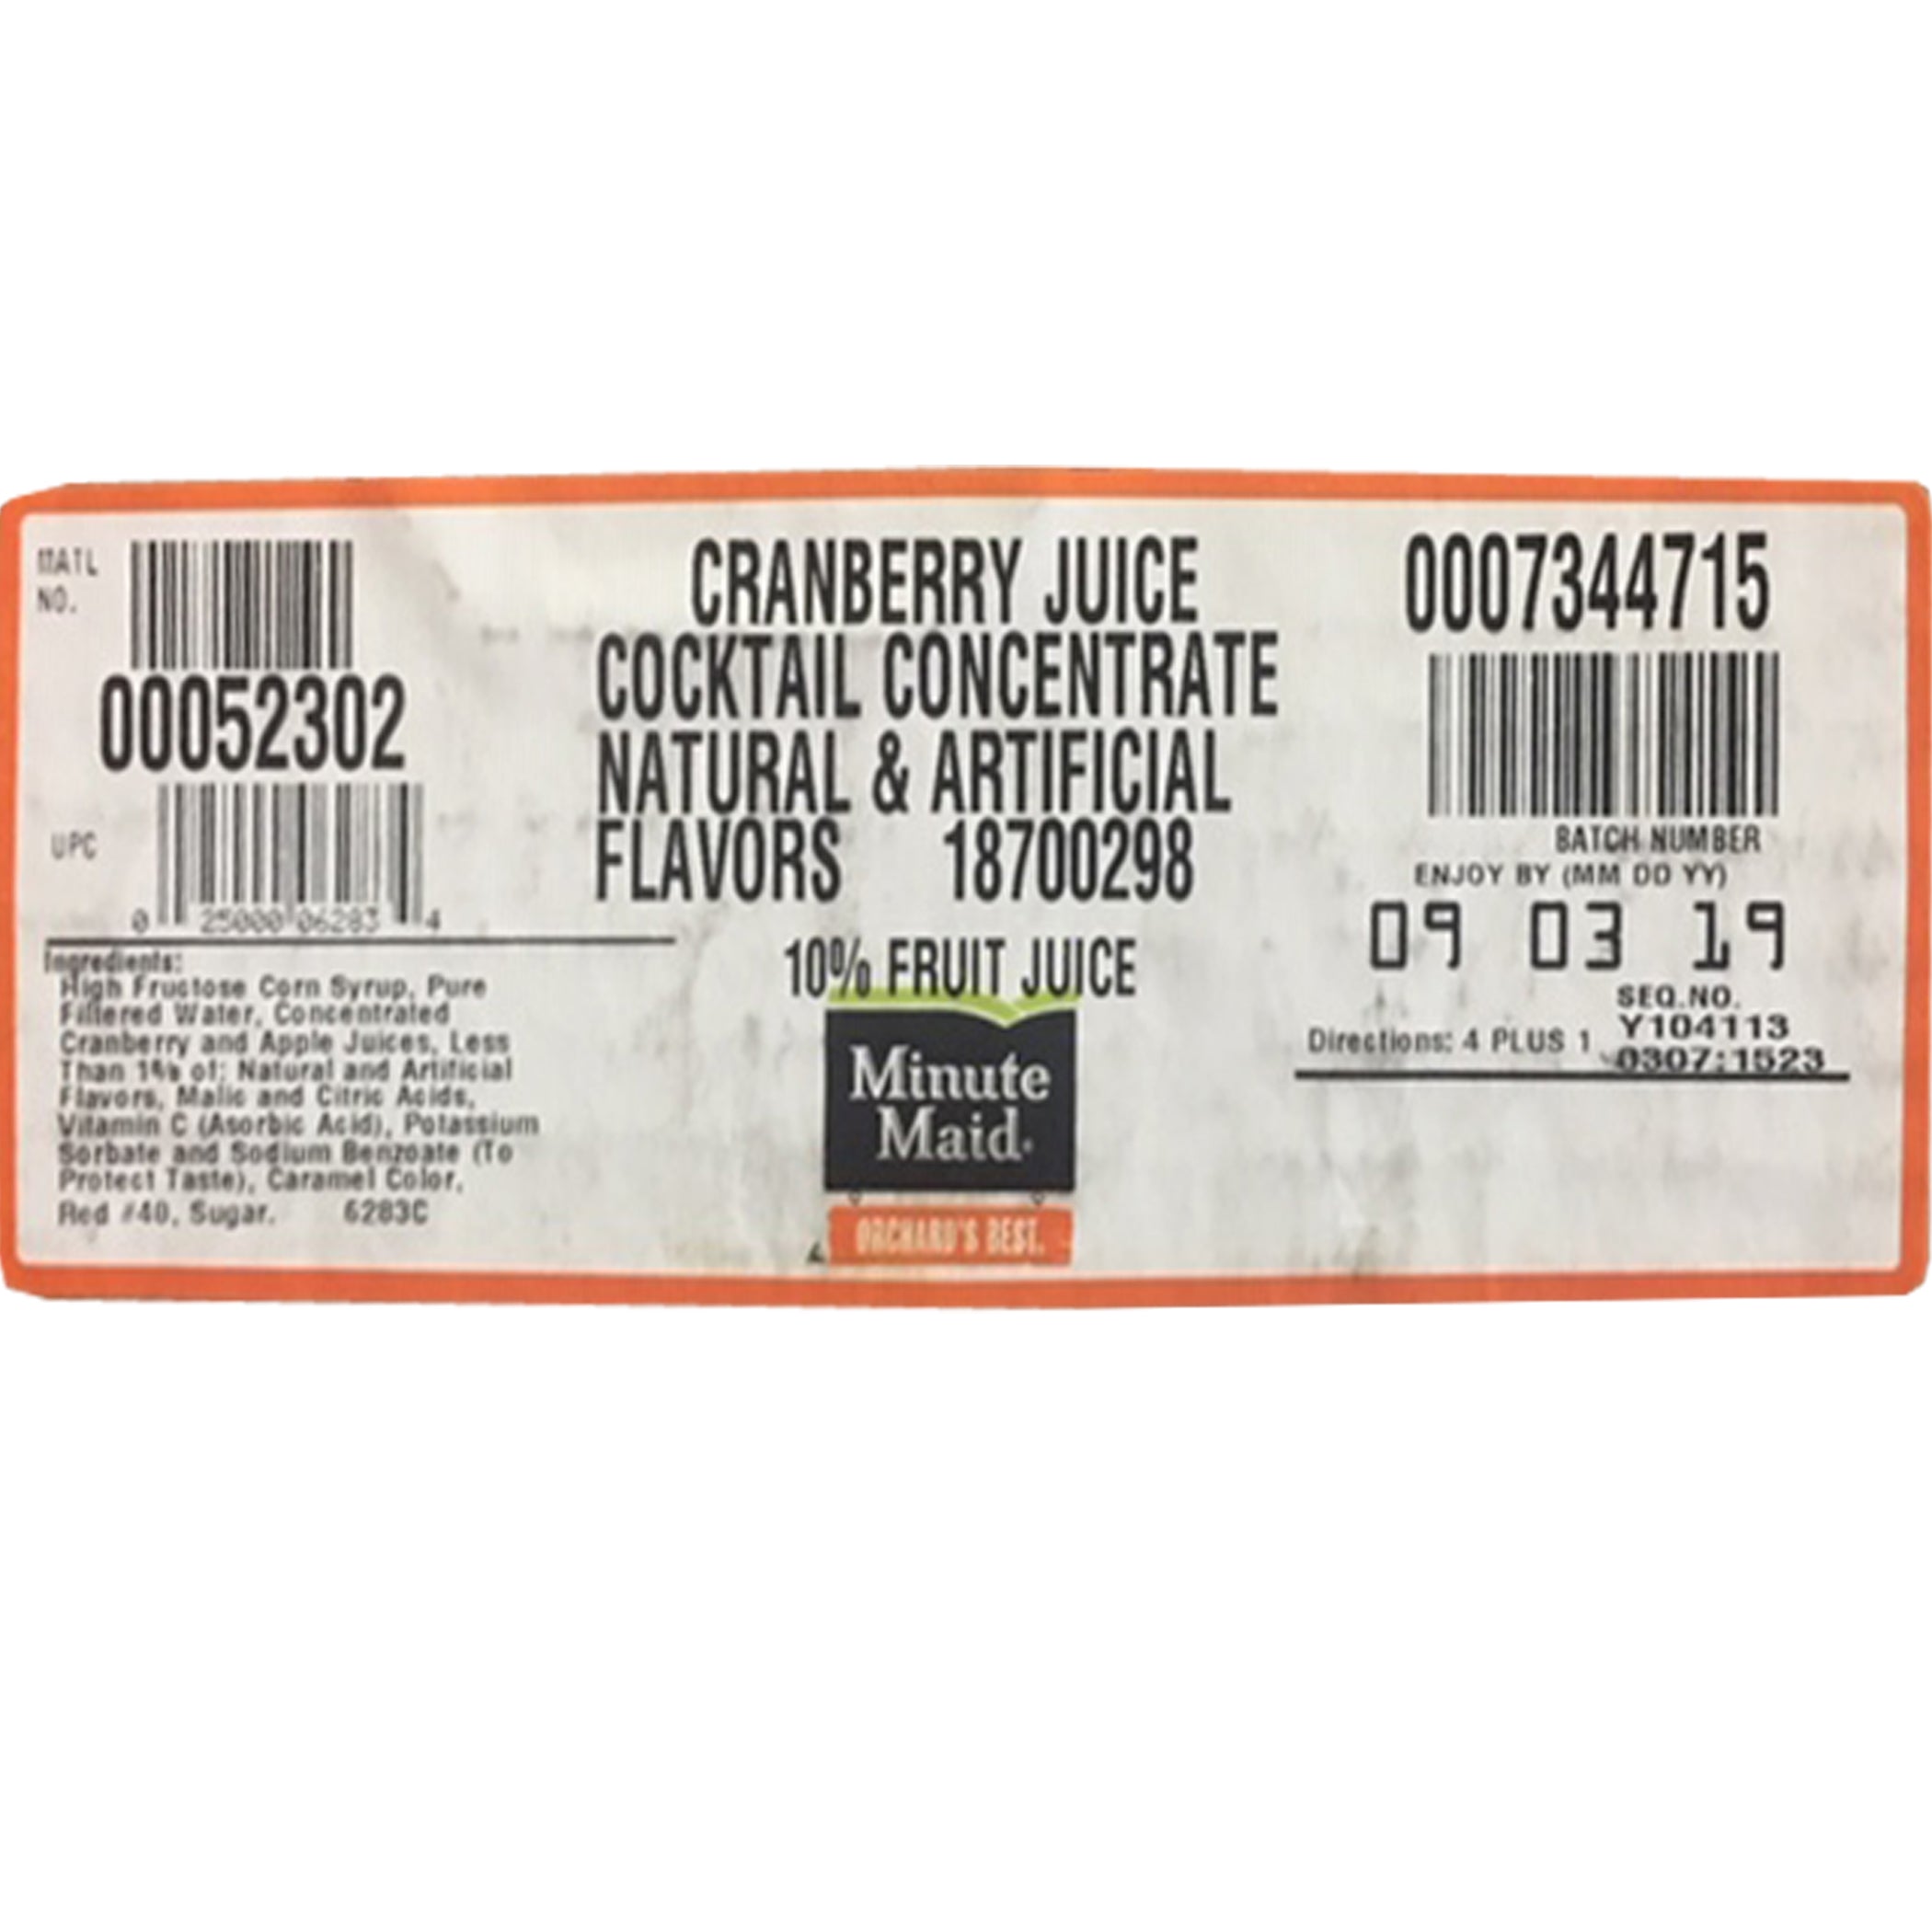 MATL
NO.
00052302
UPC
0 25000 06283 4
Ingredients:
High Fructose Corn Syrup, Pure
Filtered Water, Concentrated
Cranberry and Apple Juices, Less
Than 1% of: Natural and Artificial
Flavors, Malic and Citric Acids,
Vitamin C (Asorbic Acid), Potassium
Sorbate and Sodium Benzoate (To
Protect Taste), Caramel Color,
Red #40, Sugar. 6283C
CRANBERRY JUICE
COCKTAIL CONCENTRATE
NATURAL & ARTIFICIAL
FLAVORS 18700298
10% FRUIT JUICE
Minute
Maid
ORCHARD'S BEST.
0007344715
BATCH NUMBER
ENJOY BY (MM DD YY)
09 03 19
SEQ.NO.
Y104113
Directions: 4 PLUS 1
0307:1523